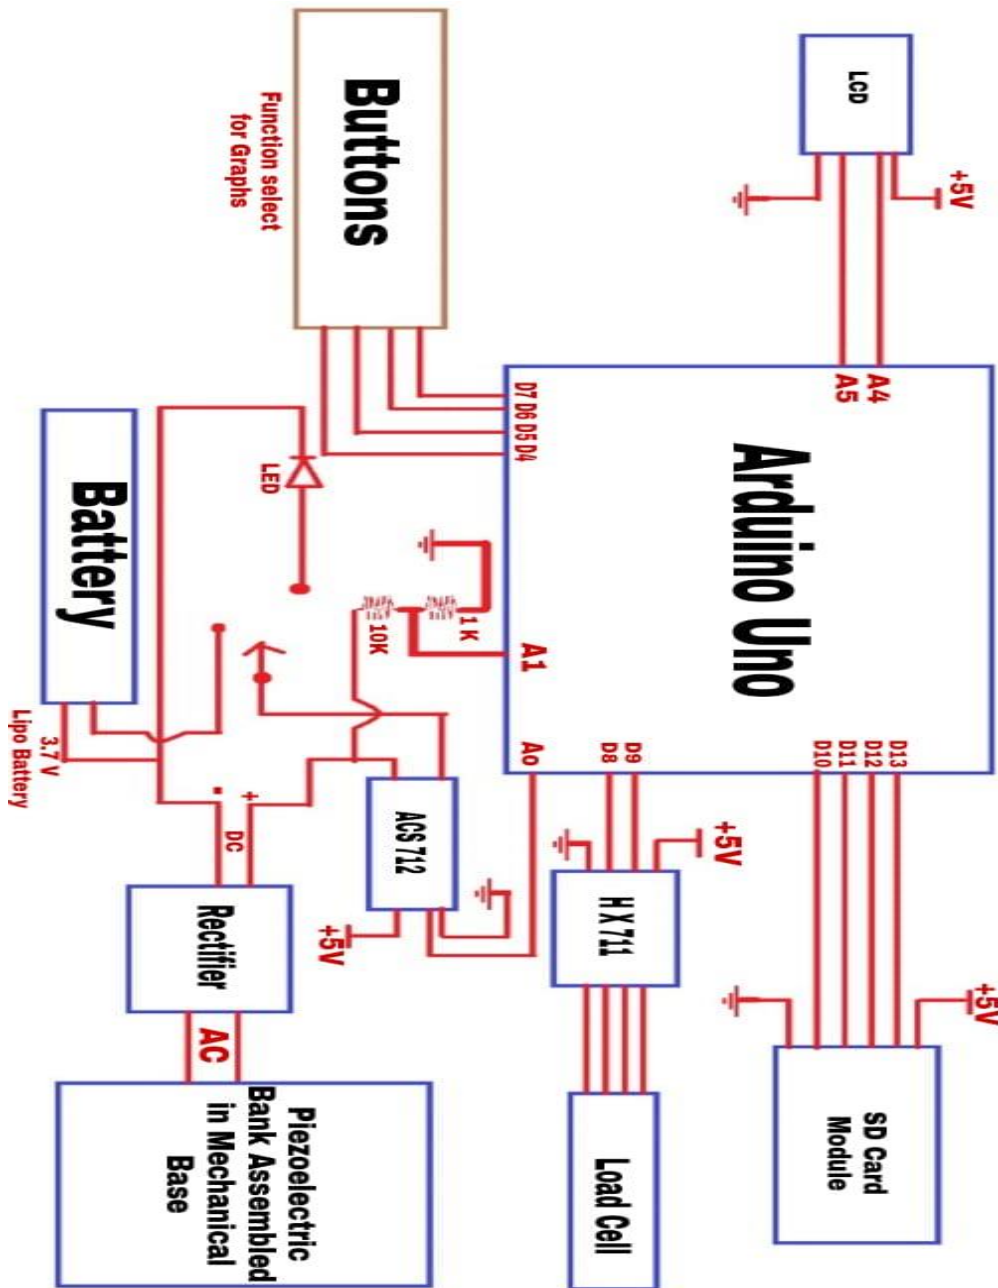 LCD
+5V
Buttons
Function select
for Graphs
A4
A5
Arduino Uno
D7 D6 D5 D4
LED
Battery
3.7 V
Lipo Battery
1 K
10K
A1
Ao
D8
D9
D10
D11
D12
D13
+
-
DC
ACS 712
+5V
+5V
H X 711
+5V
SD Card
Module
Load Cell
Rectifier
AC
Piezoelectric
Bank Assembled
in Mechanical
Base